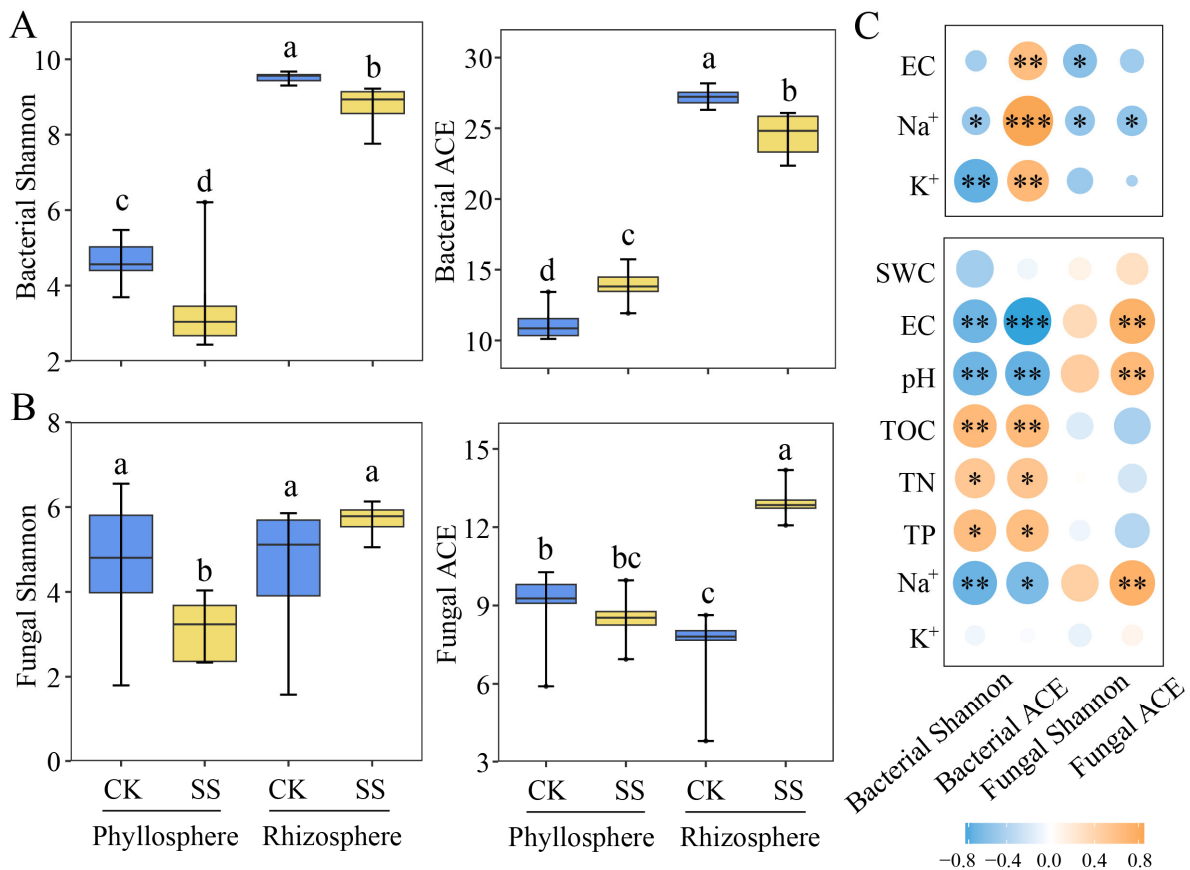 A
Bacterial Shannon
10
8
6
4
2
c
d
a
b
Bacterial ACE
30
25
20
15
10
d
c
a
b
B
Fungal Shannon
8
6
4
2
0
a
b
a
a
CK SS CK SS
Phyllosphere Rhizosphere
Fungal ACE
15
12
9
6
3
b
bc
c
a
CK SS CK SS
Phyllosphere Rhizosphere
C
EC ** *
Na+ * *** * *
K+ ** **
SWC
EC ** *** **
pH ** ** **
TOC ** **
TN * *
TP * *
Na+ ** * **
K+
Bacterial Shannon
Bacterial ACE
Fungal Shannon
Fungal ACE
−0.8 −0.4 0.0 0.4 0.8